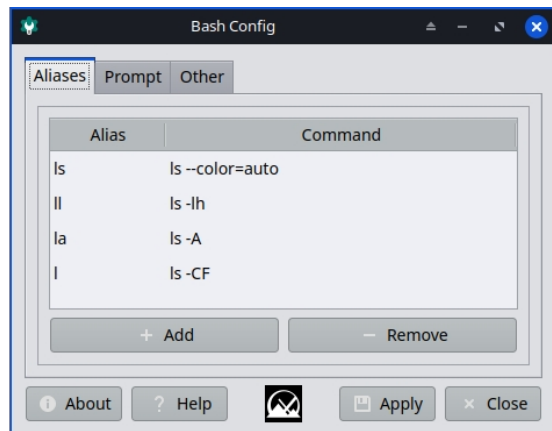 Bash Config
Aliases Prompt Other
Alias Command
ls ls --color=auto
ll ls -lh
la ls -A
l ls -CF
+ Add − Remove
About ? Help Apply × Close